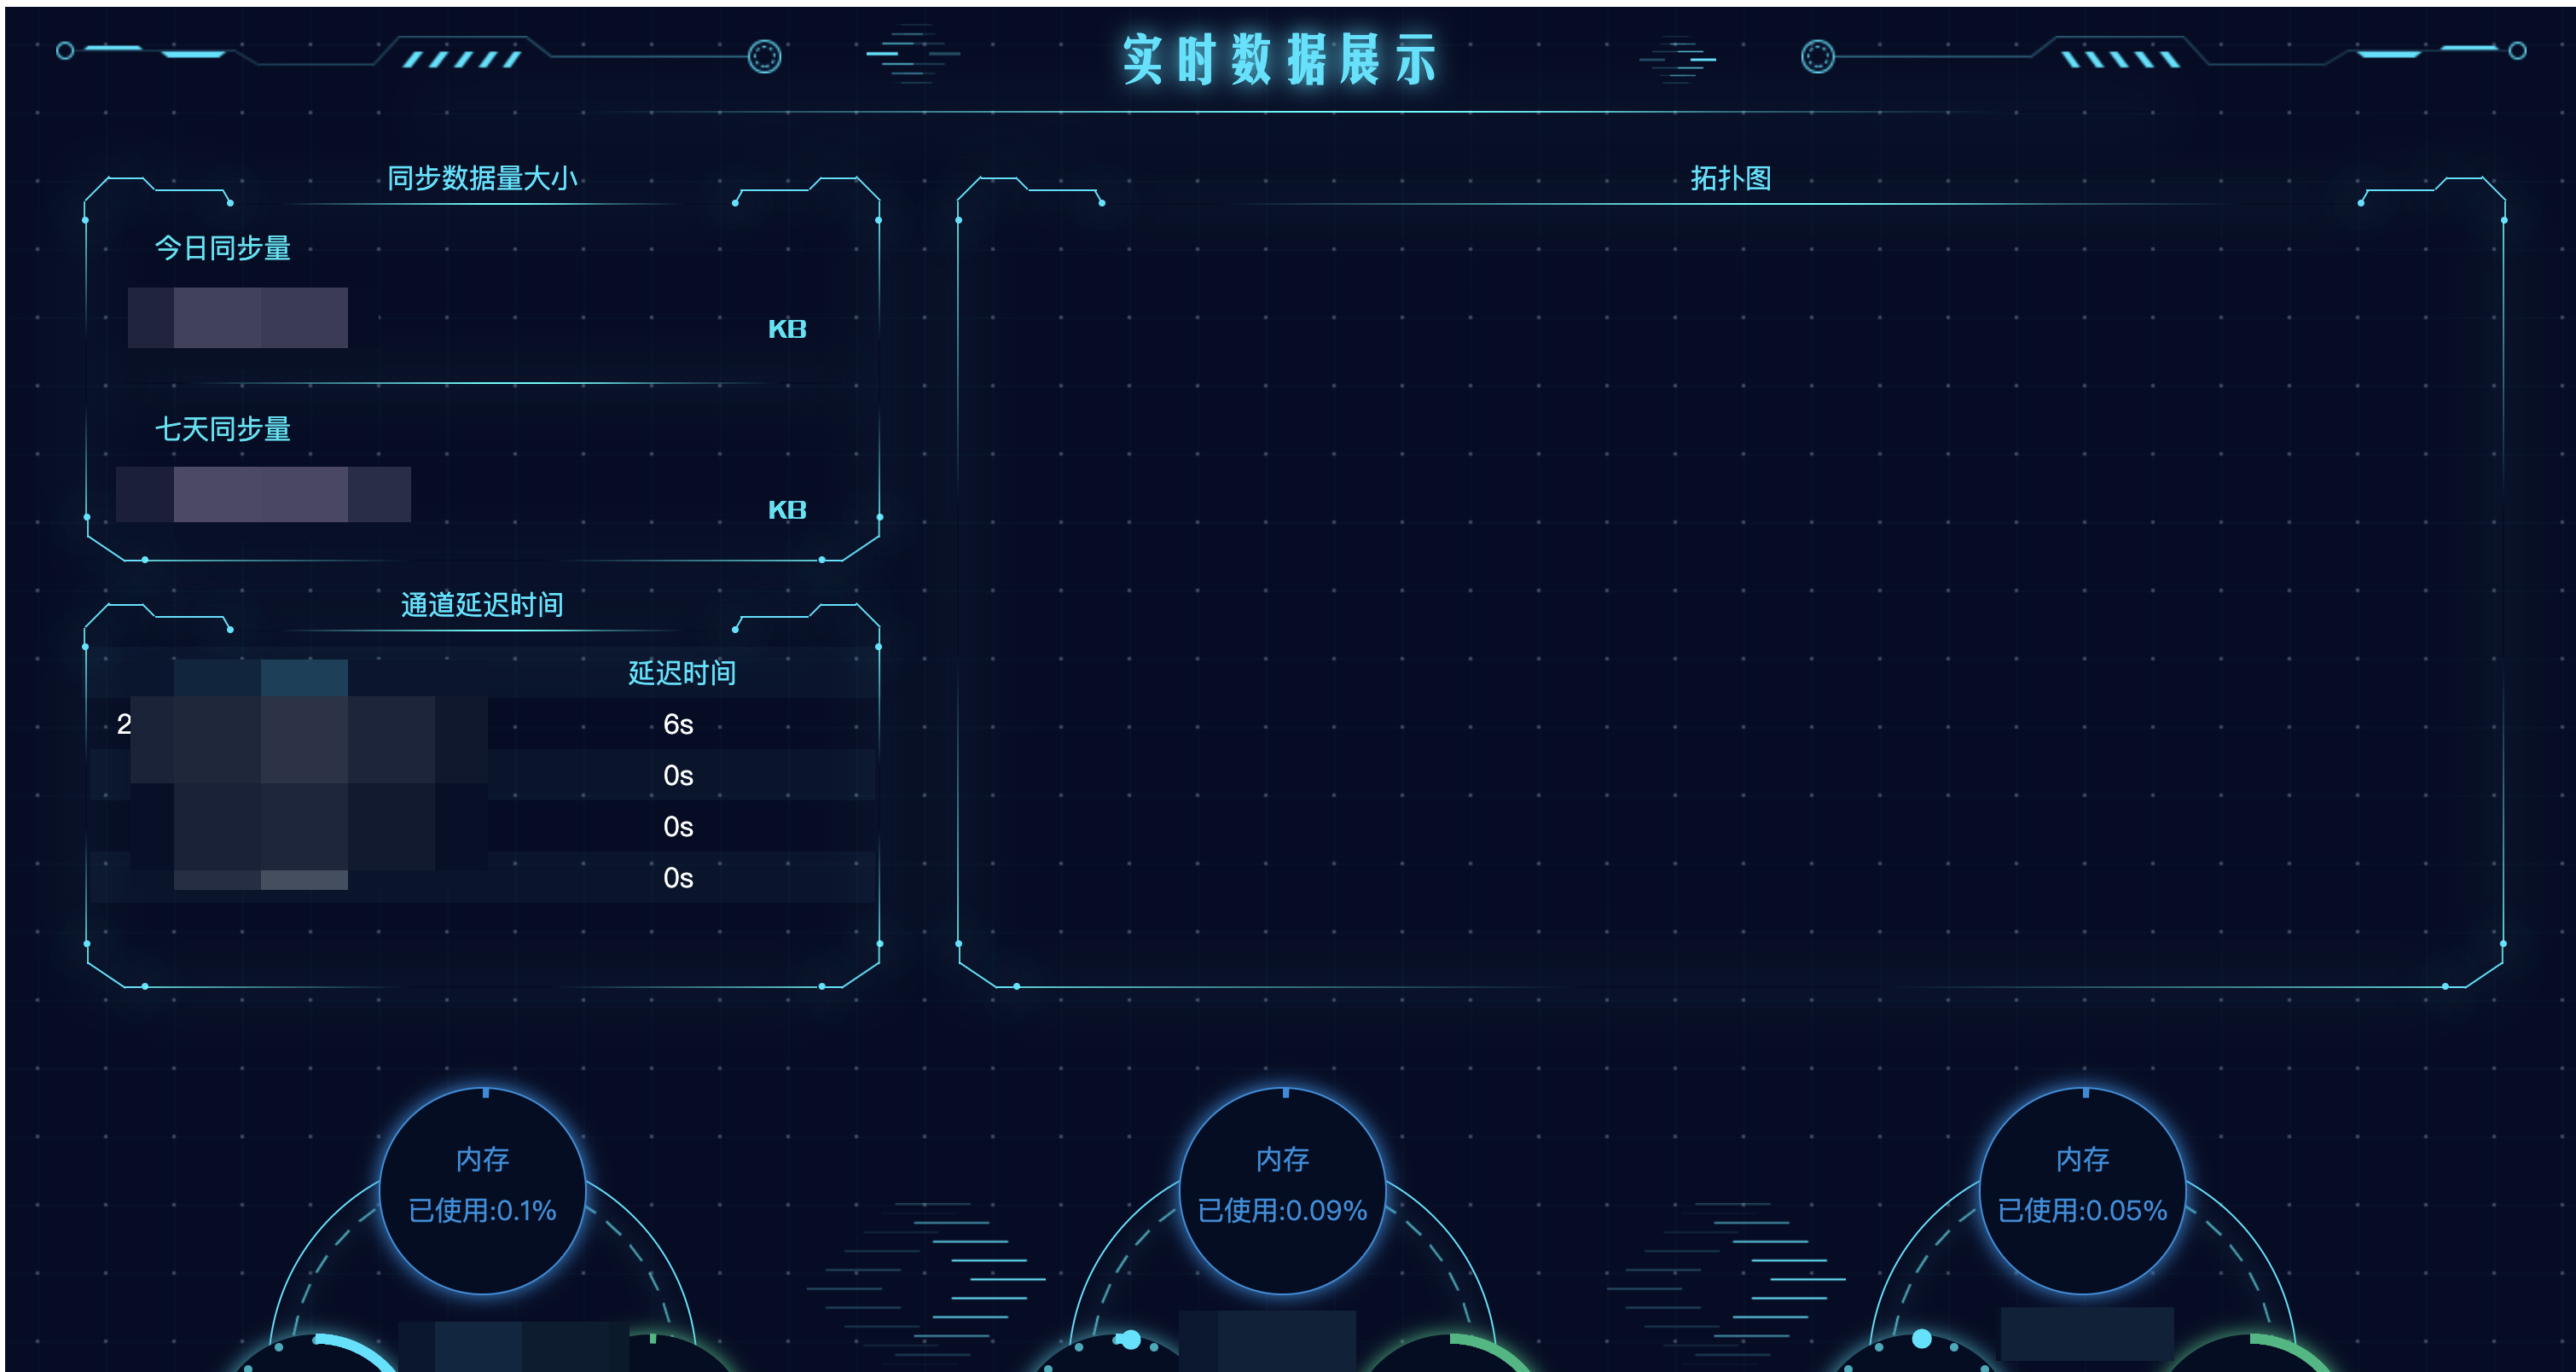 实时数据展示
同步数据量大小
今日同步量
KB
七天同步量
KB
拓扑图
通道延迟时间
延迟时间
2 6s
0s
0s
0s
内存
已使用:0.1%
内存
已使用:0.09%
内存
已使用:0.05%